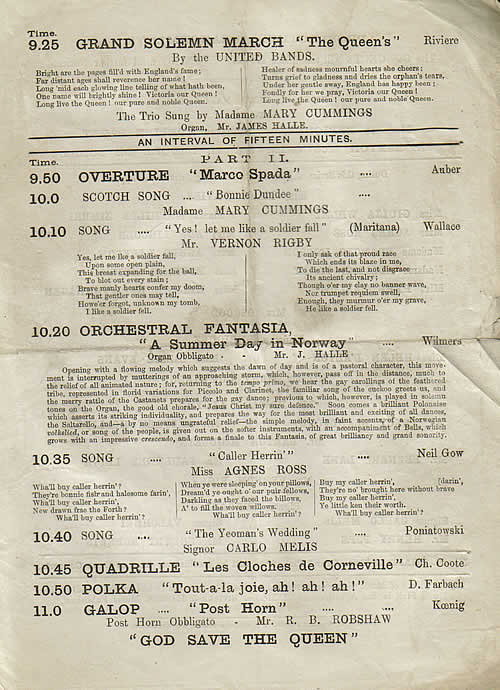 Time.
9.25 GRAND SOLEMN MARCH "The Queen's" Riviere
By the UNITED BANDS.
Bright are the pages fill'd with England's fame;
Far distant ages shall reverence her name!
Long 'mid each glowing line telling of what hath been,
One name will brightly shine! Victoria our Queen!
Long live the Queen! our pure and noble Queen.
Healer of sadness mournful hearts she cheers;
Turns grief to gladness and dries the orphan's tears,
Under her gentle away, England has happy been;
Fondly for her we pray, Victoria our Queen!
Long live the Queen! our pure and noble Queen.
The Trio Sung by Madame MARY CUMMINGS
Organ, Mr. JAMES HALLE.
AN INTERVAL OF FIFTEEN MINUTES.
PART II.
Time.
9.50 OVERTURE "Marco Spada" .... Auber
10.0 SCOTCH SONG ... "Bonnie Dundee" ....
Madame MARY CUMMINGS
10.10 SONG .... "Yes! let me like a soldier fall" (Maritana) Wallace
Mr. VERNON RIGBY
Yes, let me like a soldier fall,
Upon some open plain,
This breast expanding for the ball,
To blot out every stain;
Brave manly hearts confer my doom,
That gentler ones may tell,
Howe'er forgot, unknown my tomb,
I like a soldier fell.
I only ask of that proud race
Which ends its blaze in me,
To die the last, and not disgrace
Its ancient chivalry;
Though o'er my clay no banner wave,
Nor trumpet requiem swell,
Enough, they murmur o'er my grave,
He like a soldier fell.
10.20 ORCHESTRAL FANTASIA,
"A Summer Day in Norway" .... Wilmers
Organ Obbligato - - Mr. J. HALLE
Opening with a flowing melody which suggests the dawn of day and is of a pastoral character, this move-
ment is interrupted by mutterings of an approaching storm, which, however, pass off in the distance, much to
the relief of all animated nature; for, returning to the tempo primo, we hear the gay carollings of the feathered
tribe, represented in florid variations for Piccolo and Clarinet, the familiar song of the cuckoo greets us, and
the merry rattle of the Castanets prepares for the gay dance; previous to which, however, is played in solemn
tones on the Organ, the good old chorale, "Jesus Christ my sure defence." Soon comes a brilliant Polonaise
which asserts its striking individuality, and prepares the way for the most brilliant and exciting of all dances,
the Saltarello, and—a by no means ungrateful relief—the simple melody, in faint accents, of a Norwegian
volkslied, or song of the people, is given out on the softer instruments, with an accompaniment of Bells, which
grows with an impressive crescendo, and forms a finale to this Fantasia, of great brilliancy and grand sonority.
10.35 SONG .... "Caller Herrin'" .... Neil Gow
Miss AGNES ROSS
Wha'll buy caller herrin'?
They're bonnie fish and halesome farin',
Wha'll buy caller herrin',
New drawn frae the Forth?
Wha'll buy caller herrin'?
When ye were sleeping on your pillows,
Dream'd ye ought o' our puir fellows,
Darkling as they faced the billows,
A' to fill the woven willows.
Wha'll buy caller herrin'?
Buy my caller herrin', [darin',
They're no' brought here without brave
Buy my caller herrin',
Ye little ken their worth.
Wha'll buy caller herrin'?
10.40 SONG .... "The Yeoman's Wedding" .... Poniatowski
Signor CARLO MELIS
10.45 QUADRILLE "Les Cloches de Corneville" Ch. Coote
10.50 POLKA "Tout-a-la joie, ah! ah! ah!" D. Farbach
11.0 GALOP .... "Post Horn" .... .... Kœnig
Post Horn Obbligato - Mr. R. B. ROBSHAW
"GOD SAVE THE QUEEN"